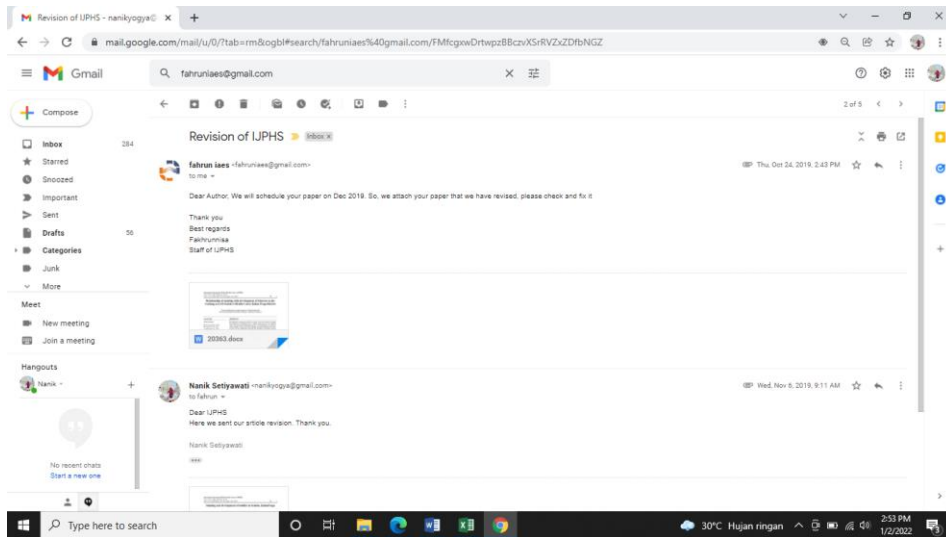 Revision of IJPHS - nanikyogya@
mail.google.com/mail/u/0/?tab=rm&ogbl#search/fahruniaes%40gmail.com/FMfcgxwDrtwpzBBczvXSrRVZxZDfbNGZ
Gmail
fahruniaes@gmail.com
Compose
2 of 5
Inbox 284
Starred
Snoozed
Important
Sent
Drafts 56
Categories
Junk
More
Meet
New meeting
Join a meeting
Hangouts
Nanik
No recent chats
Start a new one
Revision of IJPHS
Inbox x
fahrun iaes <fahruniaes@gmail.com>
Thu, Oct 24, 2019, 2:43 PM
to me
Dear Author, We will schedule your paper on Dec 2019. So, we attach your paper that we have revised, please check and fix it
Thank you
Best regards
Fakhrunnisa
Staff of IJPHS
20363.docx
Nanik Setiyawati <nanikyogya@gmail.com>
Wed, Nov 6, 2019, 9:11 AM
to fahrun
Dear IJPHS
Here we sent our article revision. Thank you.
Nanik Setiyawati
Type here to search
30°C Hujan ringan
2:53 PM
1/2/2022